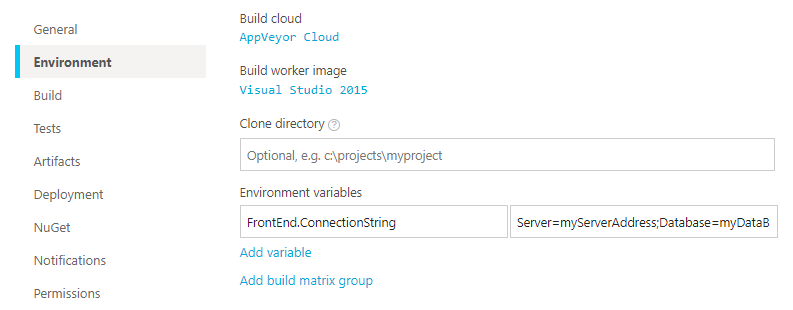 General
Environment
Build
Tests
Artifacts
Deployment
NuGet
Notifications
Permissions
Build cloud
AppVeyor Cloud
Build worker image
Visual Studio 2015
Clone directory ?
Optional, e.g. c:\projects\myproject
Environment variables
FrontEnd.ConnectionString Server=myServerAddress;Database=myDataB
Add variable
Add build matrix group